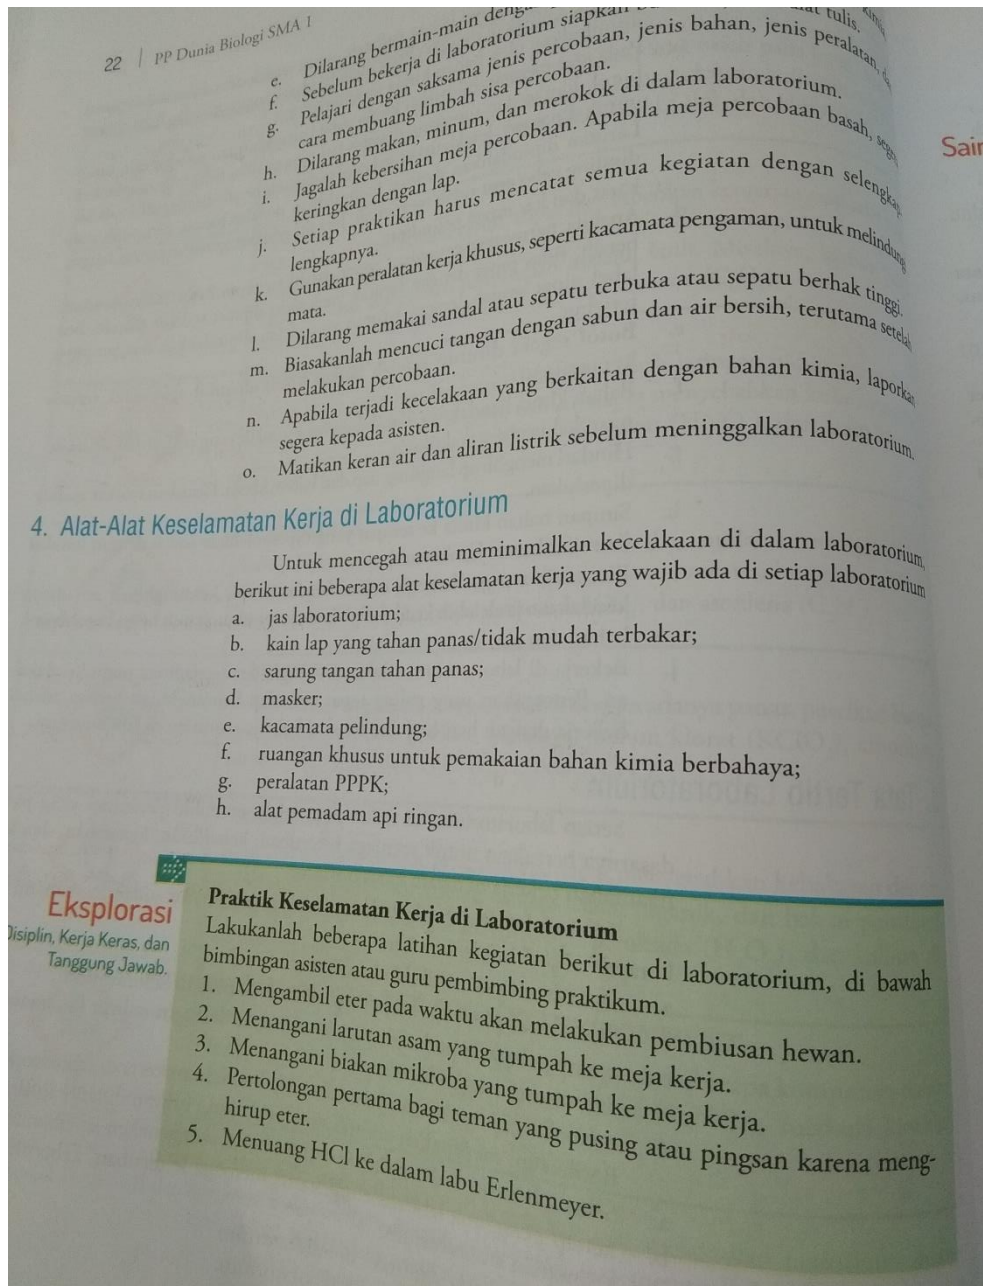 22 | PP Dunia Biologi SMA 1
e. Dilarang bermain-main
f. Sebelum bekerja di laboratorium siapkan tulis.
g. Pelajari dengan saksama jenis percobaan, jenis bahan, jenis peralatan,
cara membuang limbah sisa percobaan.
h. Dilarang makan, minum, dan merokok di dalam laboratorium.
i. Jagalah kebersihan meja percobaan. Apabila meja percobaan basah,
keringkan dengan lap.
j. Setiap praktikan harus mencatat semua kegiatan dengan
lengkapnya.
k. Gunakan peralatan kerja khusus, seperti kacamata pengaman, untuk melindung
mata.
l. Dilarang memakai sandal atau sepatu terbuka atau sepatu berhak tinggi.
m. Biasakanlah mencuci tangan dengan sabun dan air bersih, terutama setelah
melakukan percobaan.
n. Apabila terjadi kecelakaan yang berkaitan dengan bahan kimia, laporkan
segera kepada asisten.
o. Matikan keran air dan aliran listrik sebelum meninggalkan laboratorium.
4. Alat-Alat Keselamatan Kerja di Laboratorium
Untuk mencegah atau meminimalkan kecelakaan di dalam laboratorium,
berikut ini beberapa alat keselamatan kerja yang wajib ada di setiap laboratorium
a. jas laboratorium;
b. kain lap yang tahan panas/tidak mudah terbakar;
c. sarung tangan tahan panas;
d. masker;
e. kacamata pelindung;
f. ruangan khusus untuk pemakaian bahan kimia berbahaya;
g. peralatan PPPK;
h. alat pemadam api ringan.
Eksplorasi
Disiplin, Kerja Keras, dan
Tanggung Jawab.
Praktik Keselamatan Kerja di Laboratorium
Lakukanlah beberapa latihan kegiatan berikut di laboratorium, di bawah
bimbingan asisten atau guru pembimbing praktikum.
1. Mengambil eter pada waktu akan melakukan pembiusan hewan.
2. Menangani larutan asam yang tumpah ke meja kerja.
3. Menangani biakan mikroba yang tumpah ke meja kerja.
4. Pertolongan pertama bagi teman yang pusing atau pingsan karena meng-
hirup eter.
5. Menuang HCl ke dalam labu Erlenmeyer.
Sair